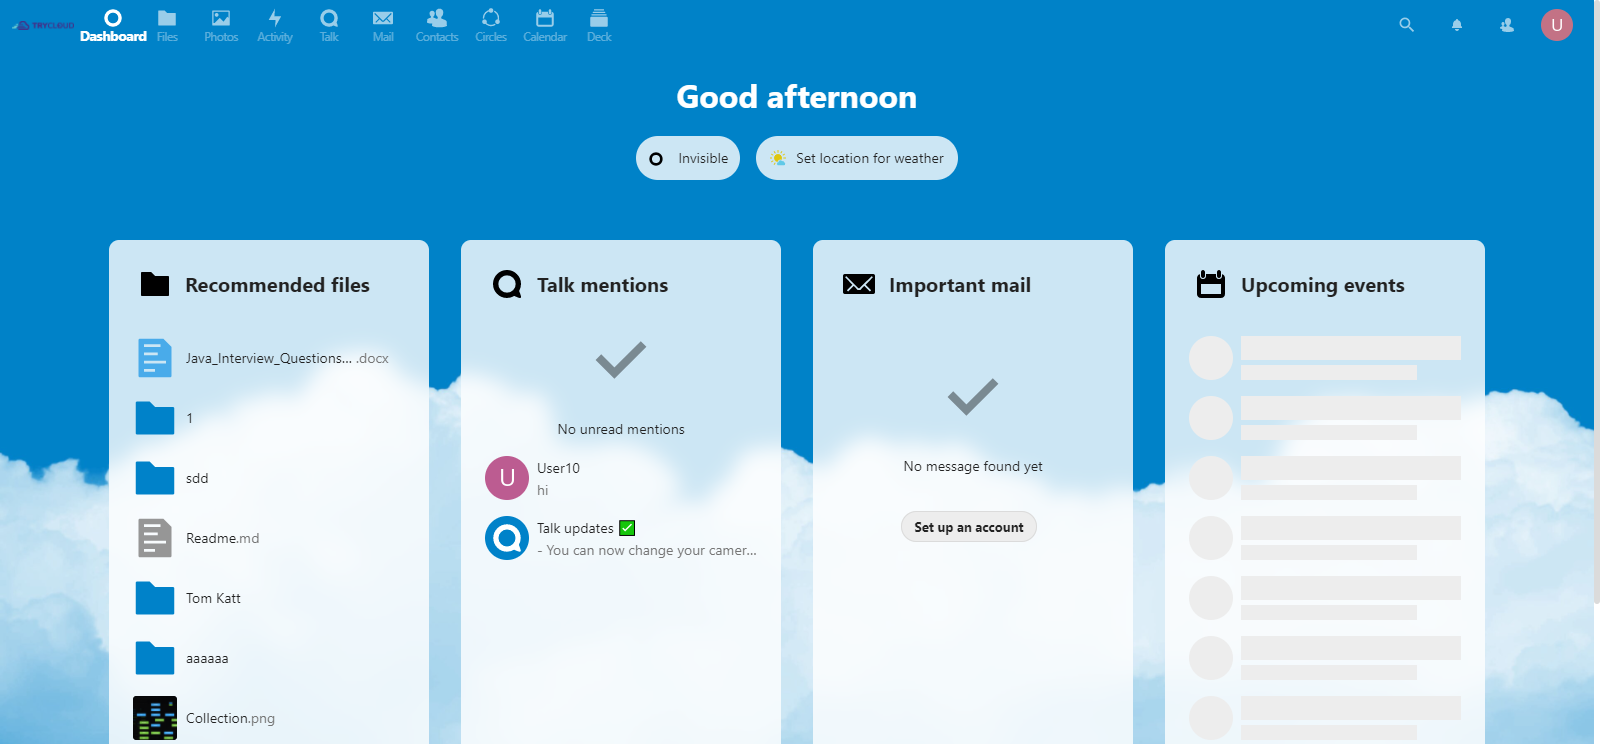 TRYCLOUD
Dashboard
Files
Photos
Activity
Talk
Mail
Contacts
Circles
Calendar
Deck
U
Good afternoon
Invisible
Set location for weather
Recommended files
Java_Interview_Questions... .docx
1
sdd
Readme.md
Tom Katt
aaaaaa
Collection.png
Talk mentions
No unread mentions
U
User10
hi
Talk updates ✅
- You can now change your camer...
Important mail
No message found yet
Set up an account
Upcoming events